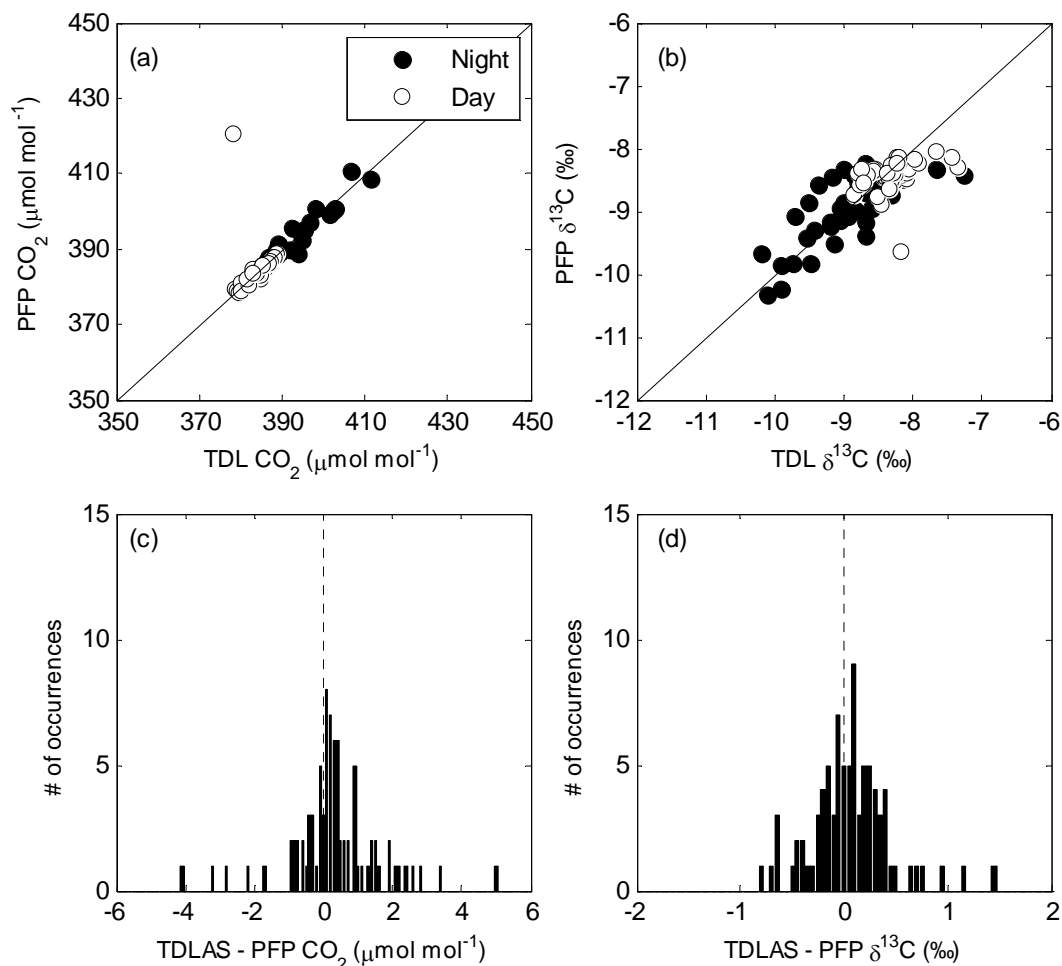 450
430
410
390
370
350
PFP CO2 (μmol mol-1)
(a)
Night
Day
350 370 390 410 430 450
TDL CO2 (μmol mol-1)
-6
-7
-8
-9
-10
-11
-12
PFP δ13C (‰)
(b)
-12 -11 -10 -9 -8 -7 -6
TDL δ13C (‰)
15
10
5
0
# of occurrences
(c)
-6 -4 -2 0 2 4 6
TDLAS - PFP CO2 (μmol mol-1)
15
10
5
0
# of occurrences
(d)
-2 -1 0 1 2
TDLAS - PFP δ13C (‰)